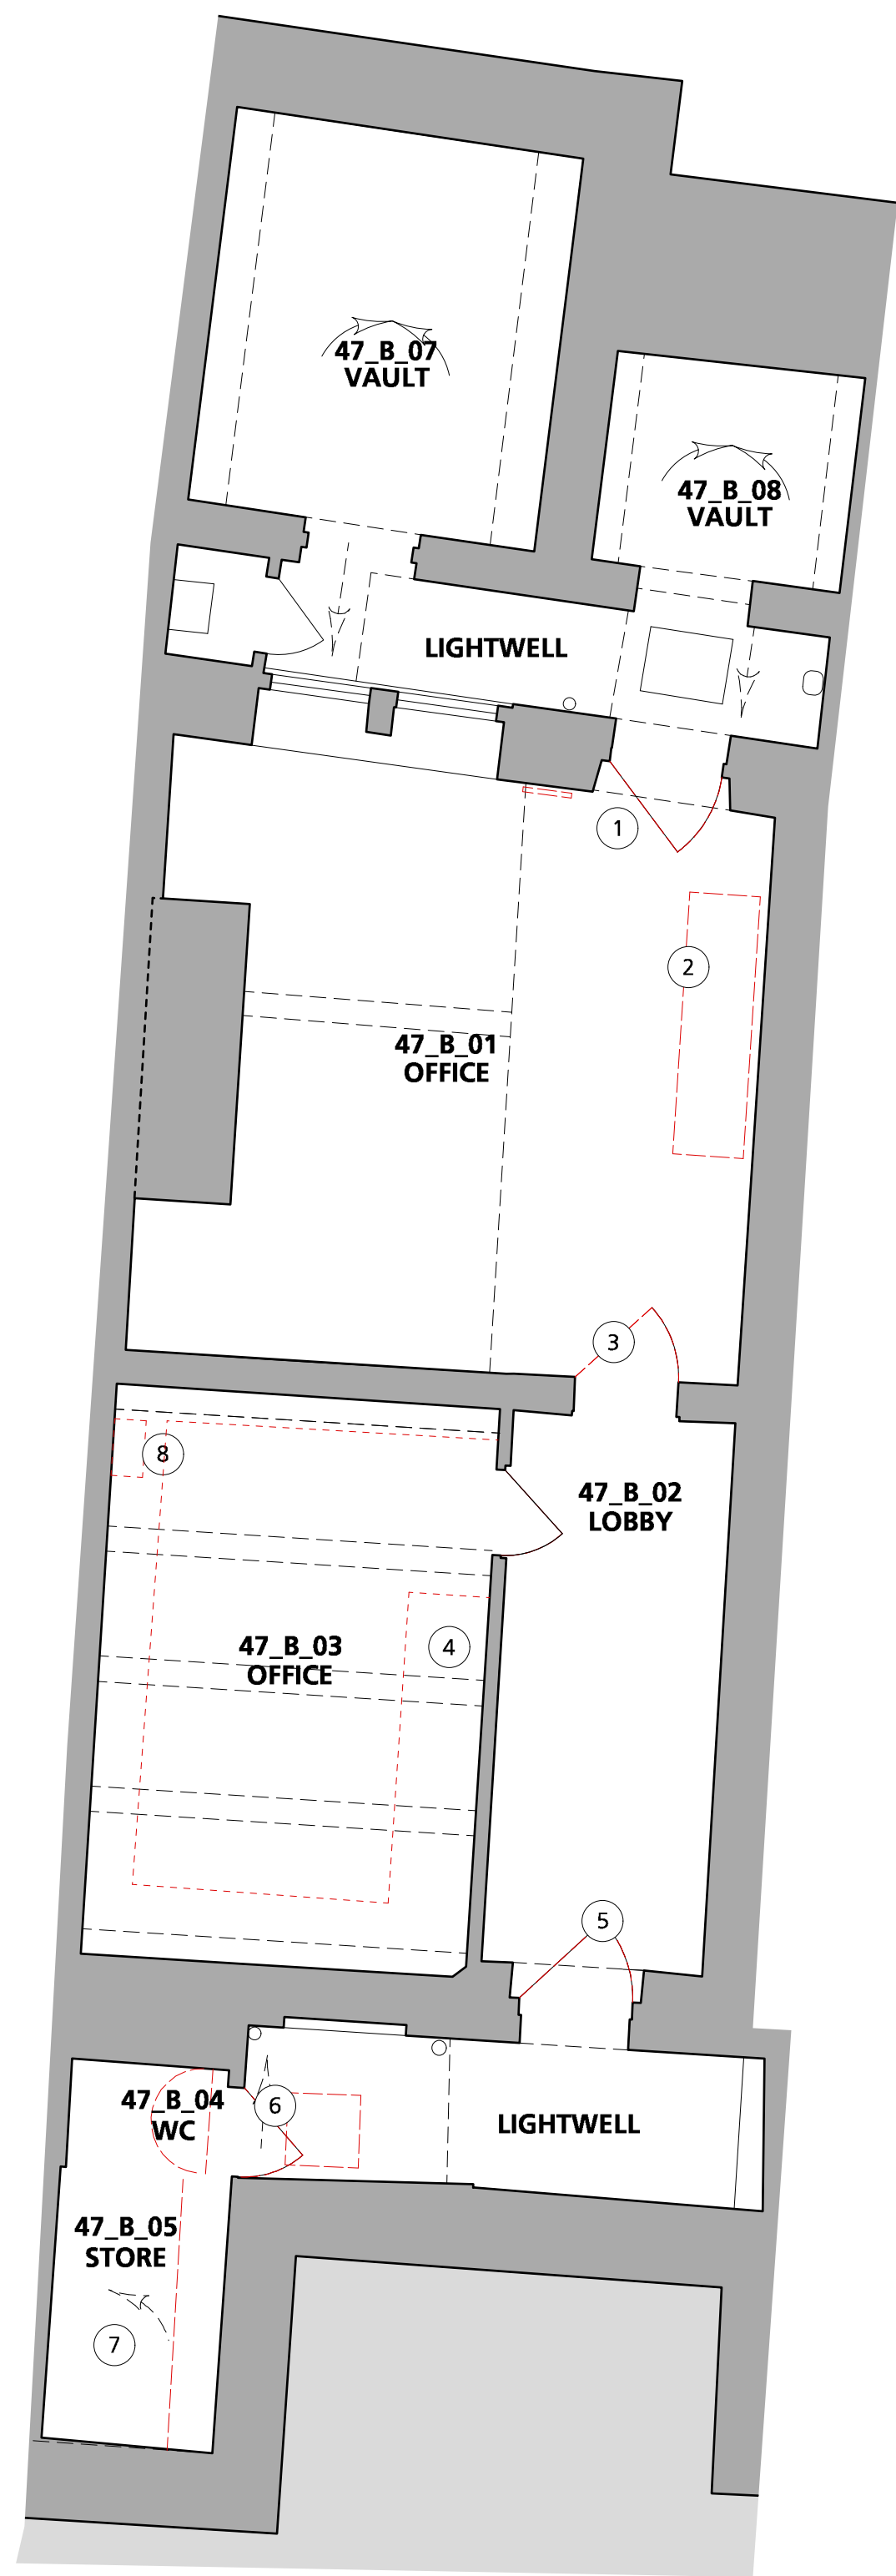 47_B_07
VAULT
47_B_08
VAULT
LIGHTWELL
1
2
47_B_01
OFFICE
3
8
47_B_02
LOBBY
47_B_03
OFFICE
4
5
47_B_04
WC
6
LIGHTWELL
47_B_05
STORE
7